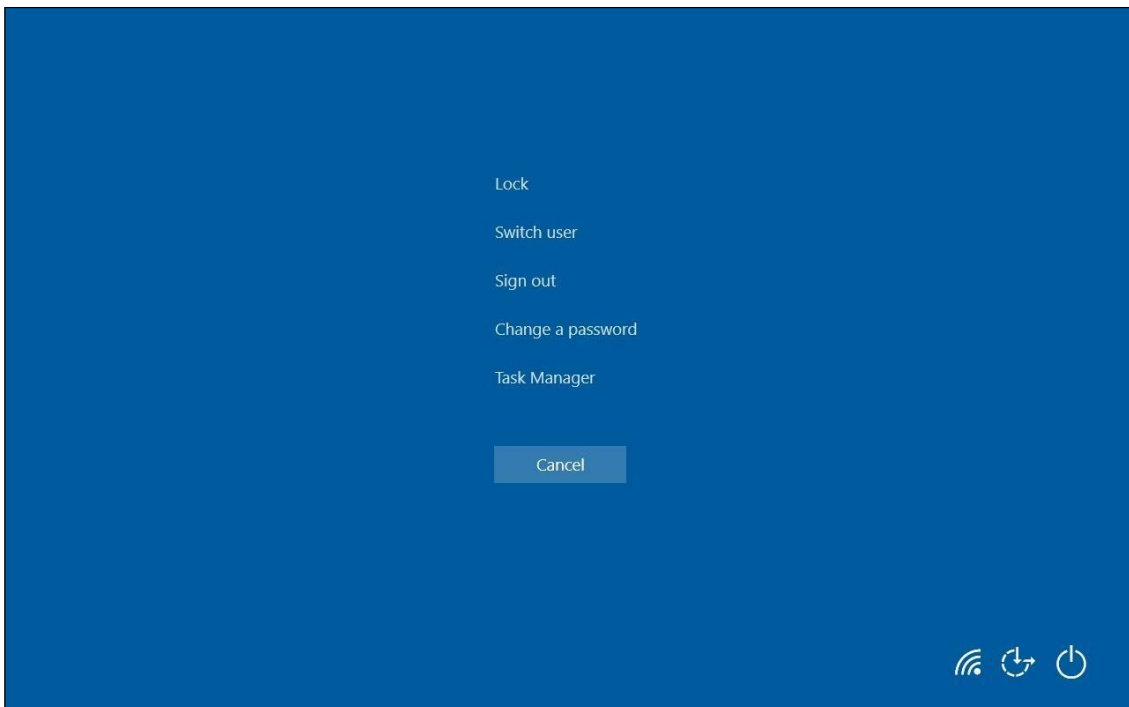 Lock
Switch user
Sign out
Change a password
Task Manager
Cancel